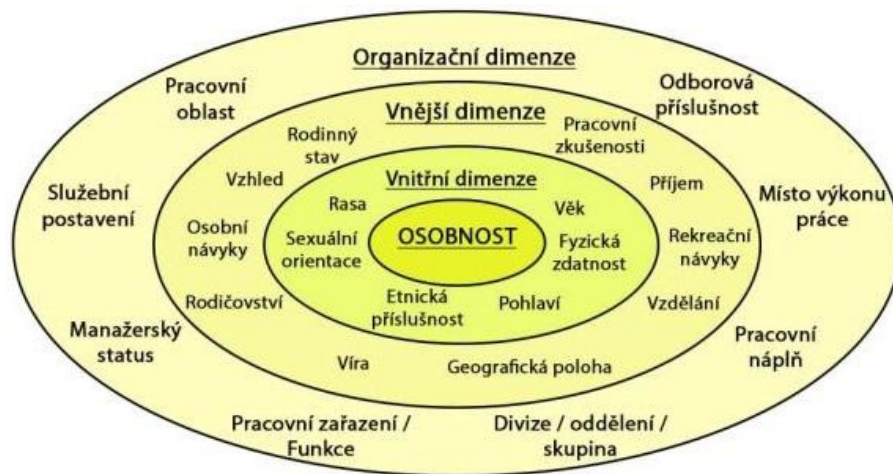 Organizační dimenze
Pracovní
oblast
Odborová
příslušnost
Služební
postavení
Místo výkonu
práce
Manažerský
status
Pracovní
náplň
Pracovní zařazení /
Funkce
Divize / oddělení /
skupina
Vnější dimenze
Rodinný
stav
Pracovní
zkušenosti
Vzhled
Příjem
Osobní
návyky
Rekreační
návyky
Rodičovství
Vzdělání
Víra
Geografická poloha
Vnitřní dimenze
Rasa
Věk
Sexuální
orientace
Fyzická
zdatnost
Etnická
příslušnost
Pohlaví
OSOBNOST